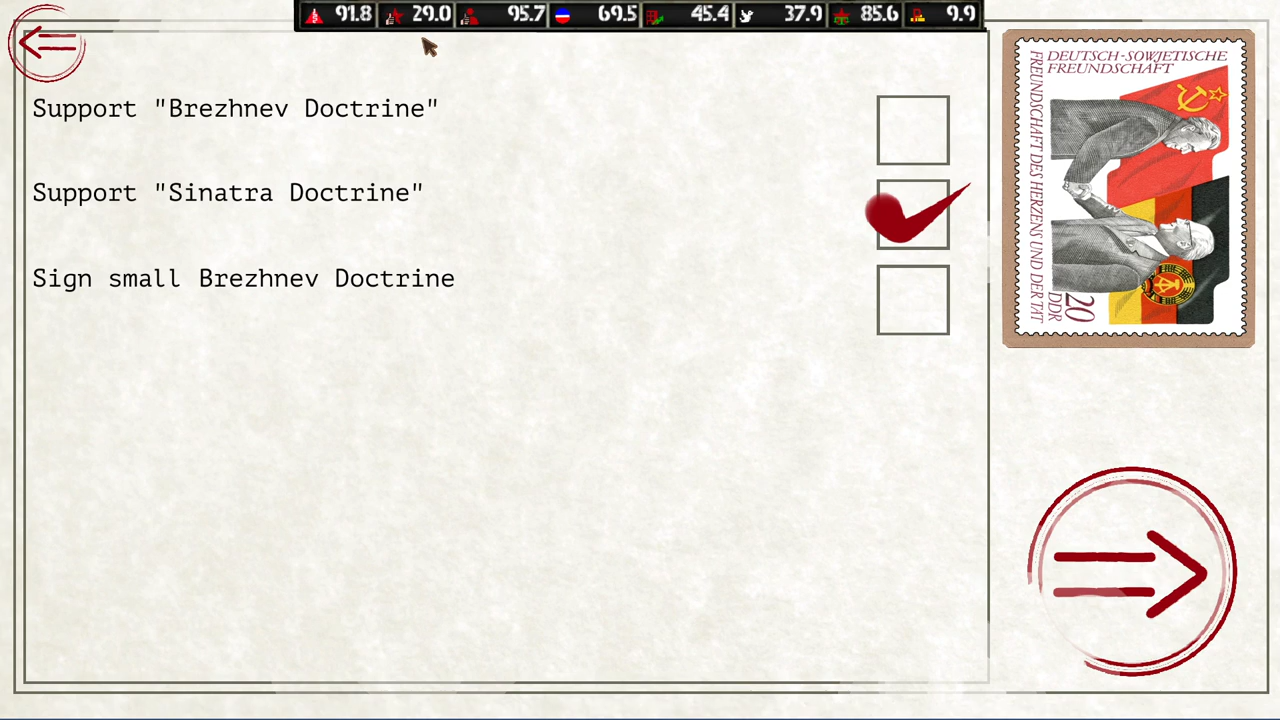 91.8 29.0 95.7 69.5 45.4 37.9 85.6 9.9
Support "Brezhnev Doctrine"
Support "Sinatra Doctrine"
Sign small Brezhnev Doctrine
DEUTSCH-SOWJETISCHE
FREUNDSCHAFT
FREUNDSCHAFT DES HERZENS UND DER TAT
DDR
20